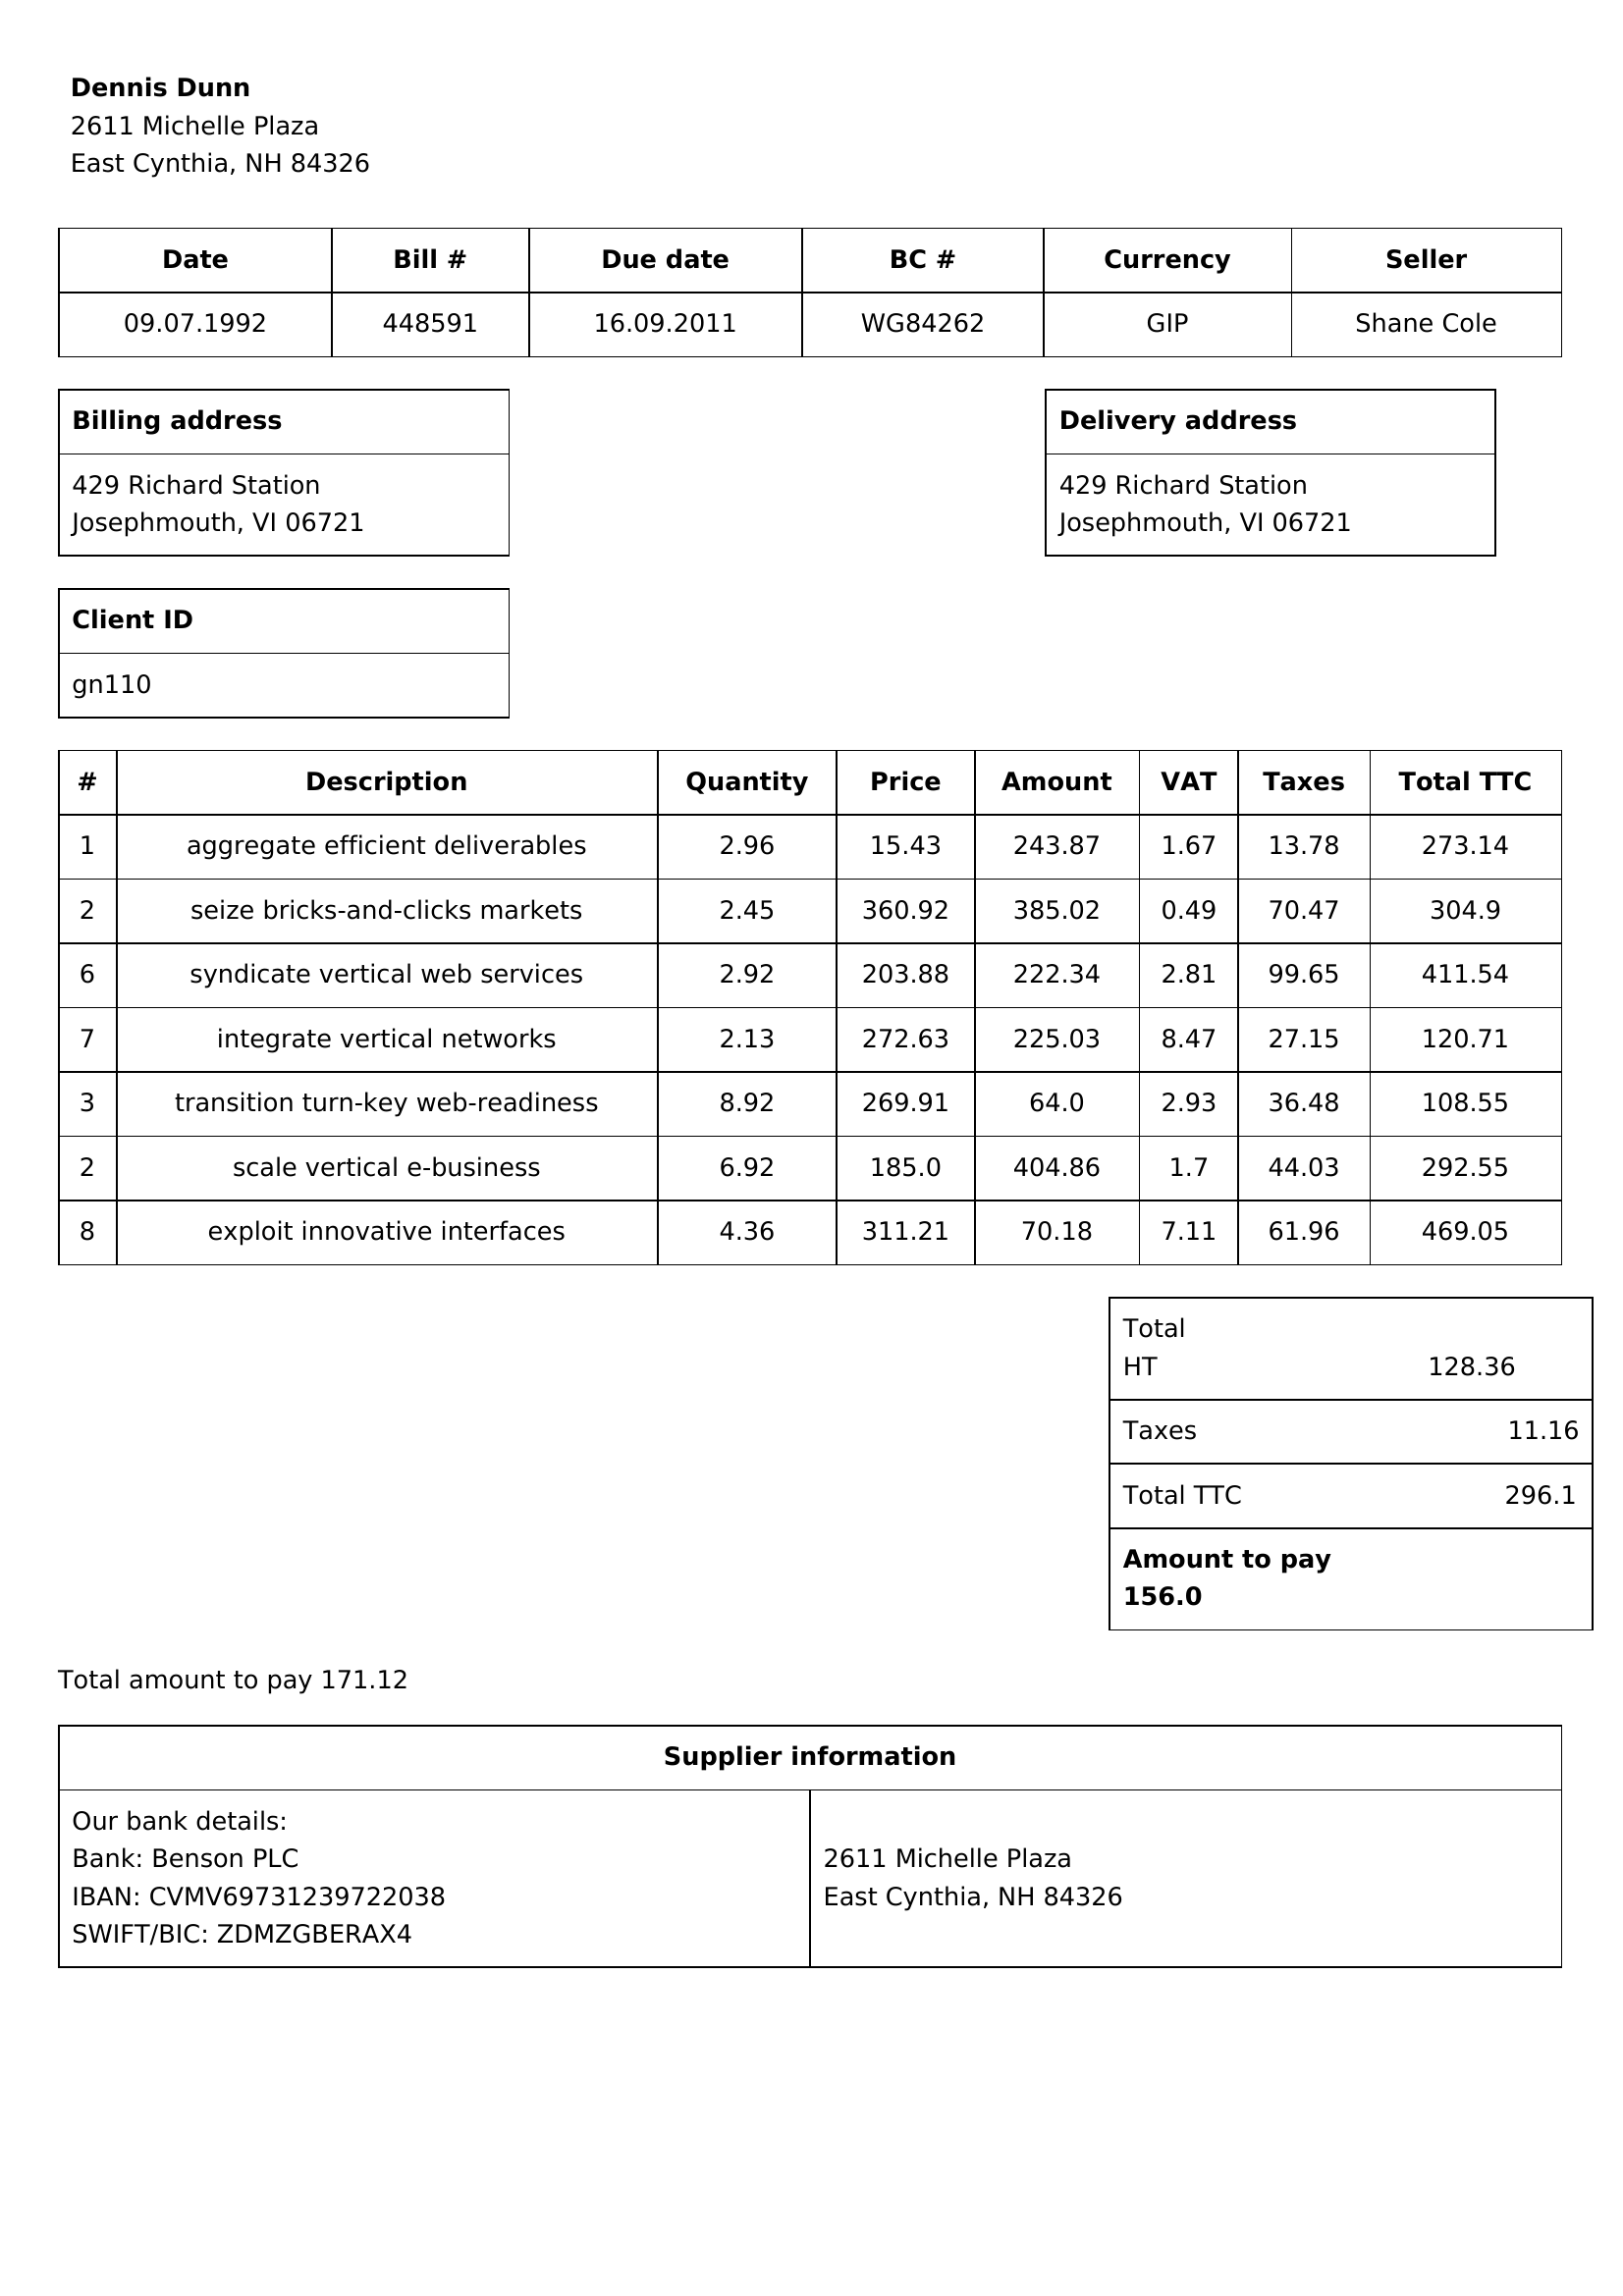 Dennis Dunn
2611 Michelle Plaza
East Cynthia, NH 84326
Date Bill # Due date BC # Currency Seller
09.07.1992 448591 16.09.2011 WG84262 GIP Shane Cole
Billing address
429 Richard Station
Josephmouth, VI 06721
Delivery address
429 Richard Station
Josephmouth, VI 06721
Client ID
gn110
# Description Quantity Price Amount VAT Taxes Total TTC
1 aggregate efficient deliverables 2.96 15.43 243.87 1.67 13.78 273.14
2 seize bricks-and-clicks markets 2.45 360.92 385.02 0.49 70.47 304.9
6 syndicate vertical web services 2.92 203.88 222.34 2.81 99.65 411.54
7 integrate vertical networks 2.13 272.63 225.03 8.47 27.15 120.71
3 transition turn-key web-readiness 8.92 269.91 64.0 2.93 36.48 108.55
2 scale vertical e-business 6.92 185.0 404.86 1.7 44.03 292.55
8 exploit innovative interfaces 4.36 311.21 70.18 7.11 61.96 469.05
Total
HT 128.36
Taxes 11.16
Total TTC 296.1
Amount to pay
156.0
Total amount to pay 171.12
Supplier information
Our bank details:
Bank: Benson PLC
IBAN: CVMV69731239722038
SWIFT/BIC: ZDMZGBERAX4
2611 Michelle Plaza
East Cynthia, NH 84326